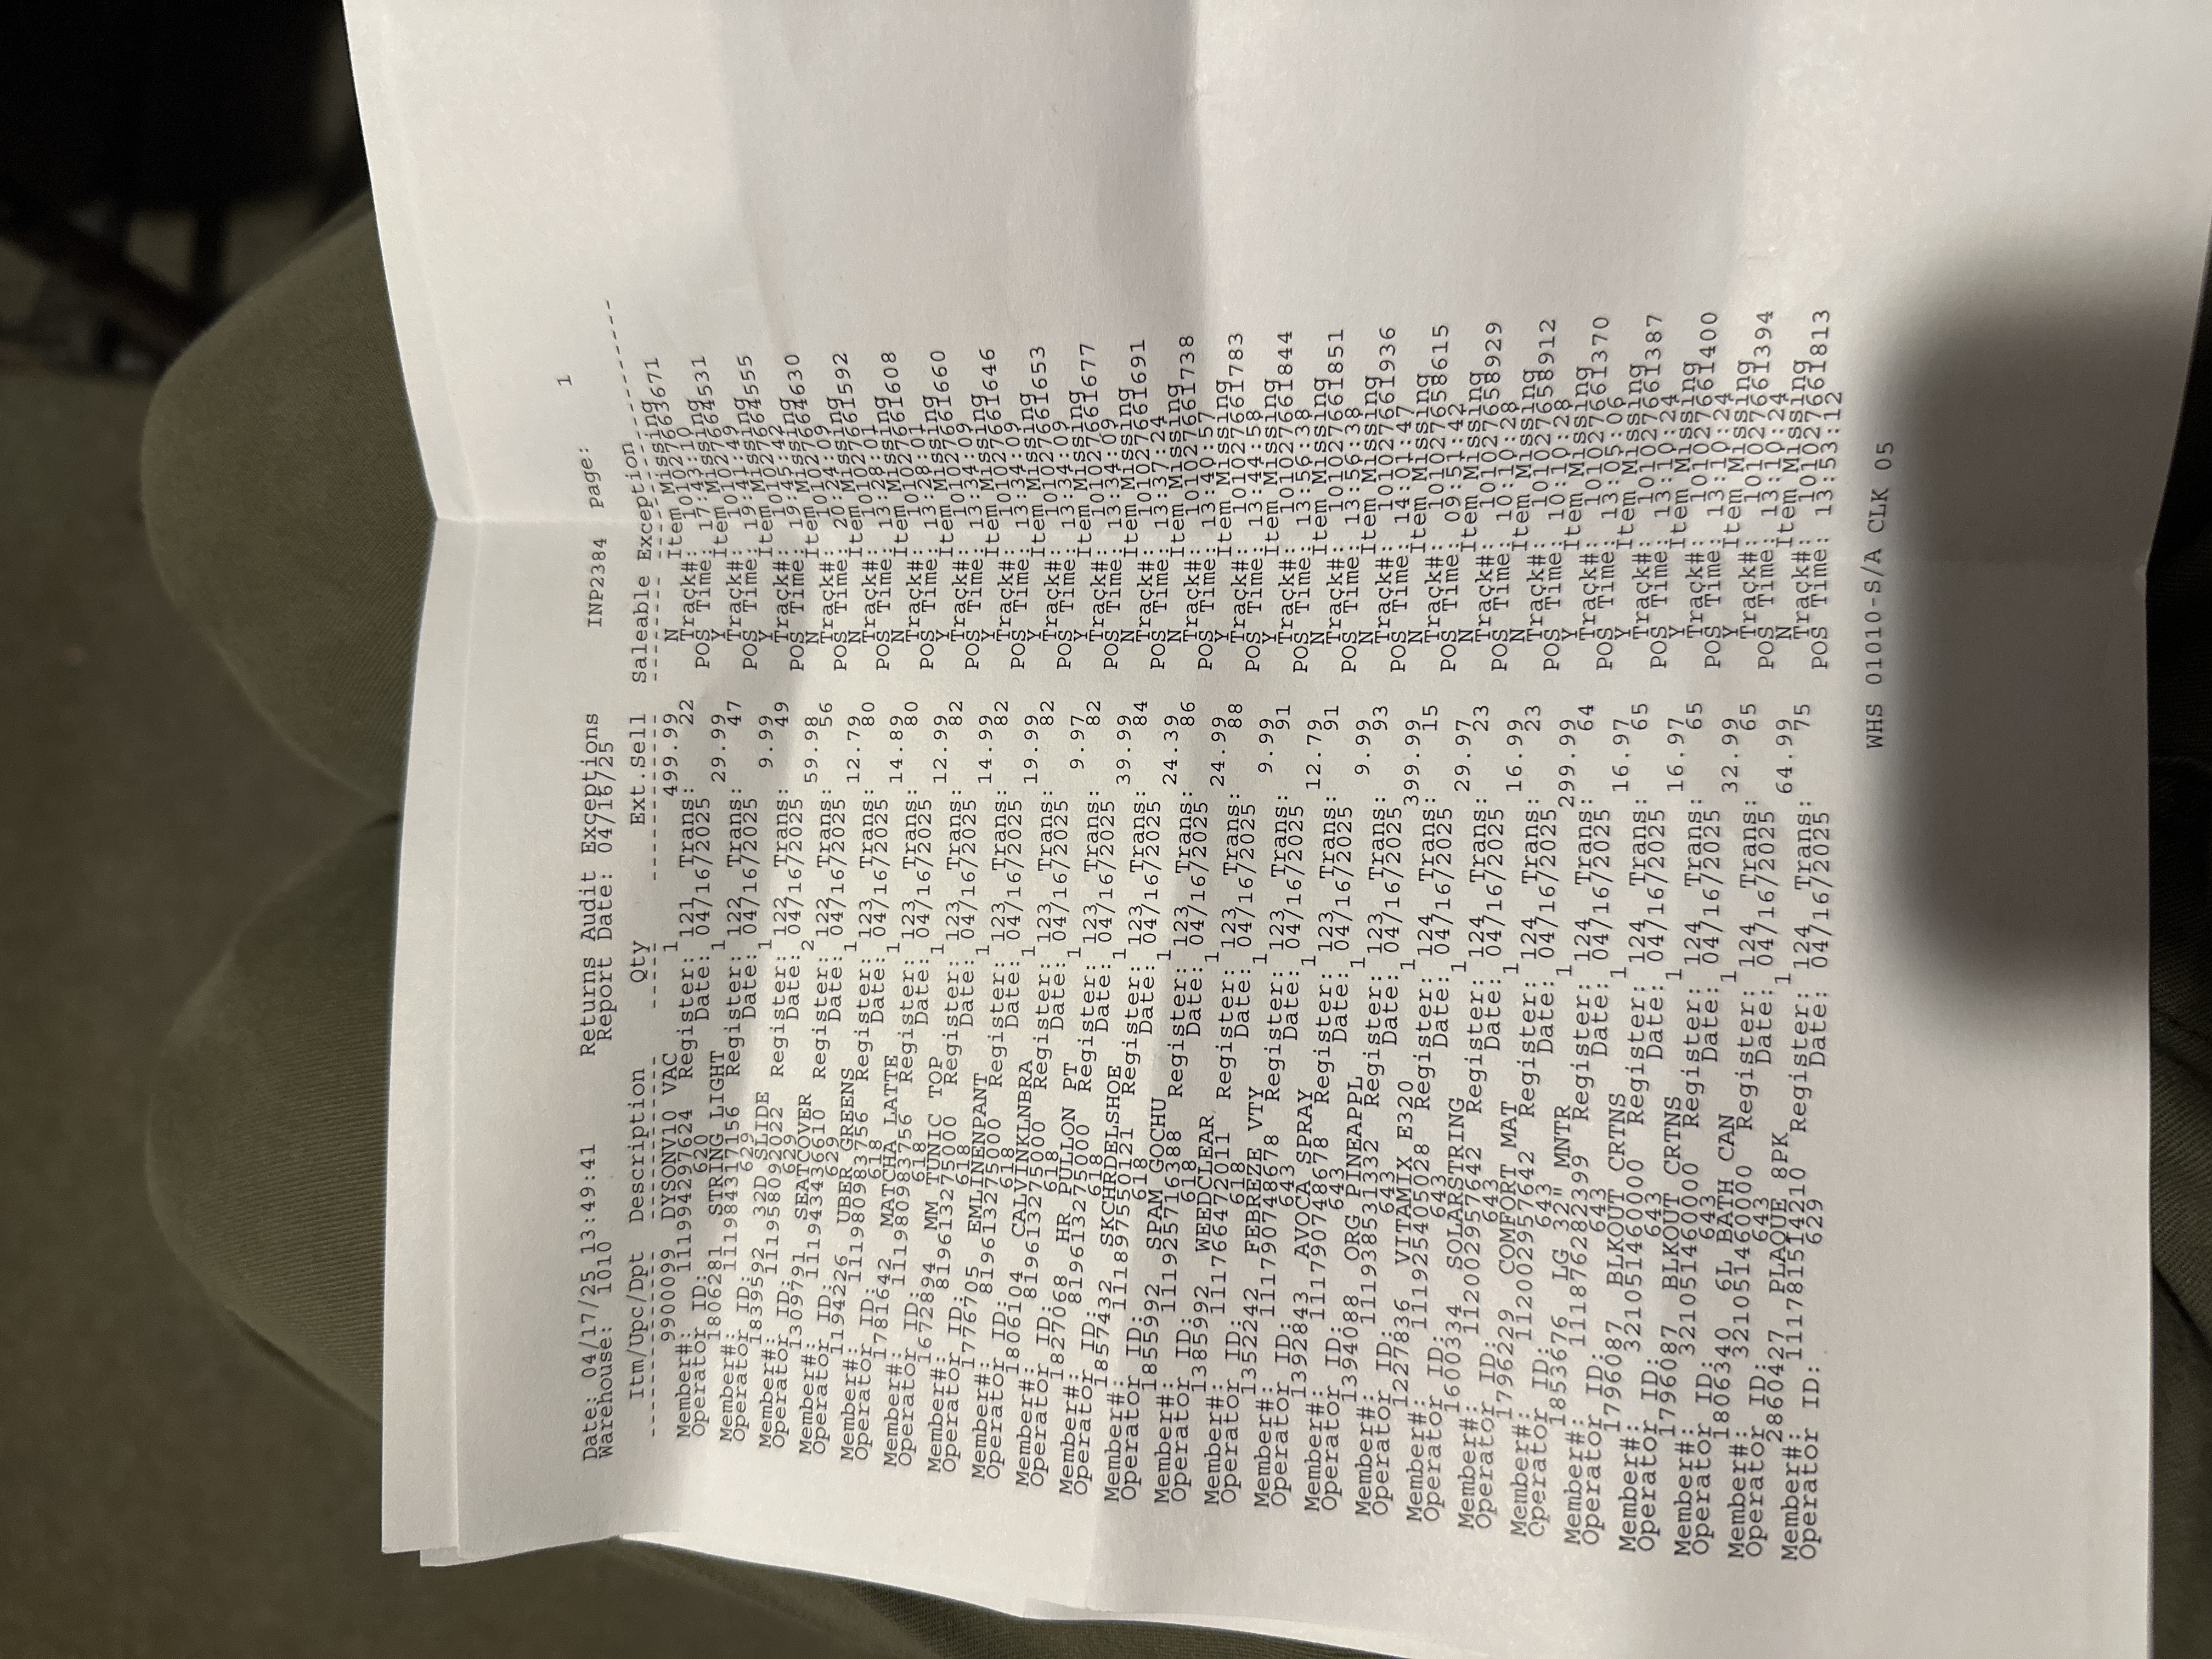 Date: 04/17/25 13:49:41 Returns Audit Exceptions INP2384 Page: 1
Warehouse: 1010 Report Date: 04/16/25
Itm/Upc/Dpt Description Qty Ext.Sell Saleable Exception
9900099 DYSONV10 VAC 1 499.99 N Item Missing
Member#: 111994297624 Register: 121 Trans: 22 Track#: 101027663671
Operator ID: 620 Date: 04/16/2025 POS Time: 17:43:10
1806281 STRING LIGHT 1 29.99 Y Item Missing
Member#: 111984317156 Register: 122 Trans: 47 Track#: 101027664531
Operator ID: 629 Date: 04/16/2025 POS Time: 19:41:49
1839592 32D SLIDE 1 9.99 Y Item Missing
Member#: 111958092022 Register: 122 Trans: 49 Track#: 101027664555
Operator ID: 629 Date: 04/16/2025 POS Time: 19:45:42
1309791 SEATCOVER 2 59.98 N Item Missing
Member#: 111943436610 Register: 122 Trans: 56 Track#: 101027664630
Operator ID: 629 Date: 04/16/2025 POS Time: 20:24:09
1194226 UBER GREENS 1 12.79 N Item Missing
Member#: 111980983756 Register: 123 Trans: 80 Track#: 101027661592
Operator ID: 618 Date: 04/16/2025 POS Time: 13:28:01
1781642 MATCHA LATTE 1 14.89 N Item Missing
Member#: 111980983756 Register: 123 Trans: 80 Track#: 101027661608
Operator ID: 618 Date: 04/16/2025 POS Time: 13:28:01
1672894 MM TUNIC TOP 1 12.99 Y Item Missing
Member#: 819613275000 Register: 123 Trans: 82 Track#: 101027661660
Operator ID: 618 Date: 04/16/2025 POS Time: 13:34:09
1776705 EMLINENPANT 1 14.99 Y Item Missing
Member#: 819613275000 Register: 123 Trans: 82 Track#: 101027661646
Operator ID: 618 Date: 04/16/2025 POS Time: 13:34:09
1806104 CALVINKLNBRA 1 19.99 Y Item Missing
Member#: 819613275000 Register: 123 Trans: 82 Track#: 101027661653
Operator ID: 618 Date: 04/16/2025 POS Time: 13:34:09
1827068 HR PULLON PT 1 9.97 Y Item Missing
Member#: 819613275000 Register: 123 Trans: 82 Track#: 101027661677
Operator ID: 618 Date: 04/16/2025 POS Time: 13:34:09
1857432 SKCHRDELSHOE 1 39.99 N Item Missing
Member#: 111897550121 Register: 123 Trans: 84 Track#: 101027661691
Operator ID: 618 Date: 04/16/2025 POS Time: 13:37:24
1855992 SPAM GOCHU 1 24.39 N Item Missing
Member#: 111925716388 Register: 123 Trans: 86 Track#: 101027661738
Operator ID: 618 Date: 04/16/2025 POS Time: 13:40:57
1385992 WEEDCLEAR 1 24.99 Y Item Missing
Member#: 111766472011 Register: 123 Trans: 88 Track#: 101027661783
Operator ID: 618 Date: 04/16/2025 POS Time: 13:44:58
1352242 FEBREZE VTY 1 9.99 Y Item Missing
Member#: 111790748678 Register: 123 Trans: 91 Track#: 101027661844
Operator ID: 643 Date: 04/16/2025 POS Time: 13:56:38
1392843 AVOCA SPRAY 1 12.79 N Item Missing
Member#: 111790748678 Register: 123 Trans: 91 Track#: 101027661851
Operator ID: 643 Date: 04/16/2025 POS Time: 13:56:38
1394088 ORG PINEAPPL 1 9.99 N Item Missing
Member#: 111938531332 Register: 123 Trans: 93 Track#: 101027661936
Operator ID: 643 Date: 04/16/2025 POS Time: 14:01:47
1227836 VITAMIX E320 1 399.99 N Item Missing
Member#: 111925405028 Register: 124 Trans: 15 Track#: 101027658615
Operator ID: 643 Date: 04/16/2025 POS Time: 09:51:42
1600334 SOLARSTRING 1 29.97 N Item Missing
Member#: 112002957642 Register: 124 Trans: 23 Track#: 101027658929
Operator ID: 643 Date: 04/16/2025 POS Time: 10:10:28
1796229 COMFORT MAT 1 16.99 N Item Missing
Member#: 112002957642 Register: 124 Trans: 23 Track#: 101027658912
Operator ID: 643 Date: 04/16/2025 POS Time: 10:10:28
1853676 LG 32" MNTR 1 299.99 Y Item Missing
Member#: 111876282399 Register: 124 Trans: 64 Track#: 101027661370
Operator ID: 643 Date: 04/16/2025 POS Time: 13:05:06
1796087 BLKOUT CRTNS 1 16.97 Y Item Missing
Member#: 321051460000 Register: 124 Trans: 65 Track#: 101027661387
Operator ID: 643 Date: 04/16/2025 POS Time: 13:10:24
1796087 BLKOUT CRTNS 1 16.97 Y Item Missing
Member#: 321051460000 Register: 124 Trans: 65 Track#: 101027661400
Operator ID: 643 Date: 04/16/2025 POS Time: 13:10:24
1806340 6L BATH CAN 1 32.99 Y Item Missing
Member#: 321051460000 Register: 124 Trans: 65 Track#: 101027661394
Operator ID: 643 Date: 04/16/2025 POS Time: 13:10:24
2860427 PLAQUE 8PK 1 64.99 N Item Missing
Member#: 111781514210 Register: 124 Trans: 75 Track#: 101027661813
Operator ID: 629 Date: 04/16/2025 POS Time: 13:53:12
WHS 01010-S/A CLK 05